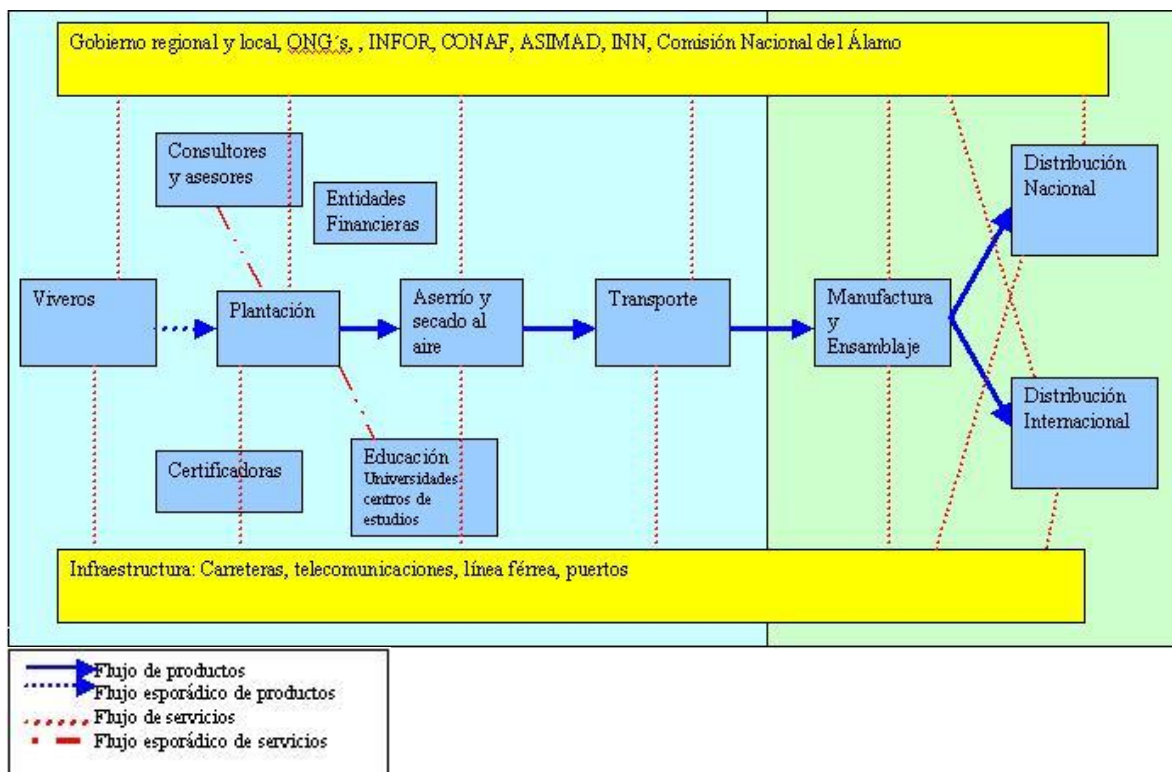 Gobierno regional y local, ONG´s, , INFOR, CONAF, ASIMAD, INN, Comisión Nacional del Álamo
Consultores
y asesores
Entidades
Financieras
Distribución
Nacional
Viveros
Plantación
Aserrío y
secado al
aire
Transporte
Manufactura
y
Ensamblaje
Distribución
Internacional
Certificadoras
Educación
Universidades
centros de
estudios
Infraestructura: Carreteras, telecomunicaciones, línea férrea, puertos
Flujo de productos
Flujo esporádico de productos
Flujo de servicios
Flujo esporádico de servicios